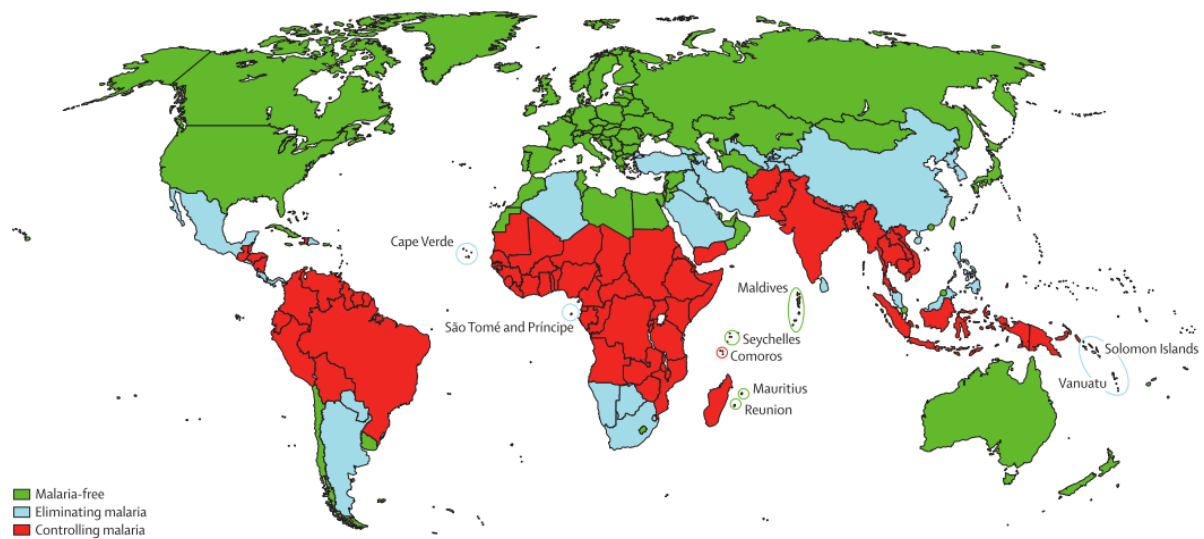 Cape Verde
São Tomé and Príncipe
Maldives
Seychelles
Comoros
Mauritius
Reunion
Solomon Islands
Vanuatu
Malaria-free
Eliminating malaria
Controlling malaria